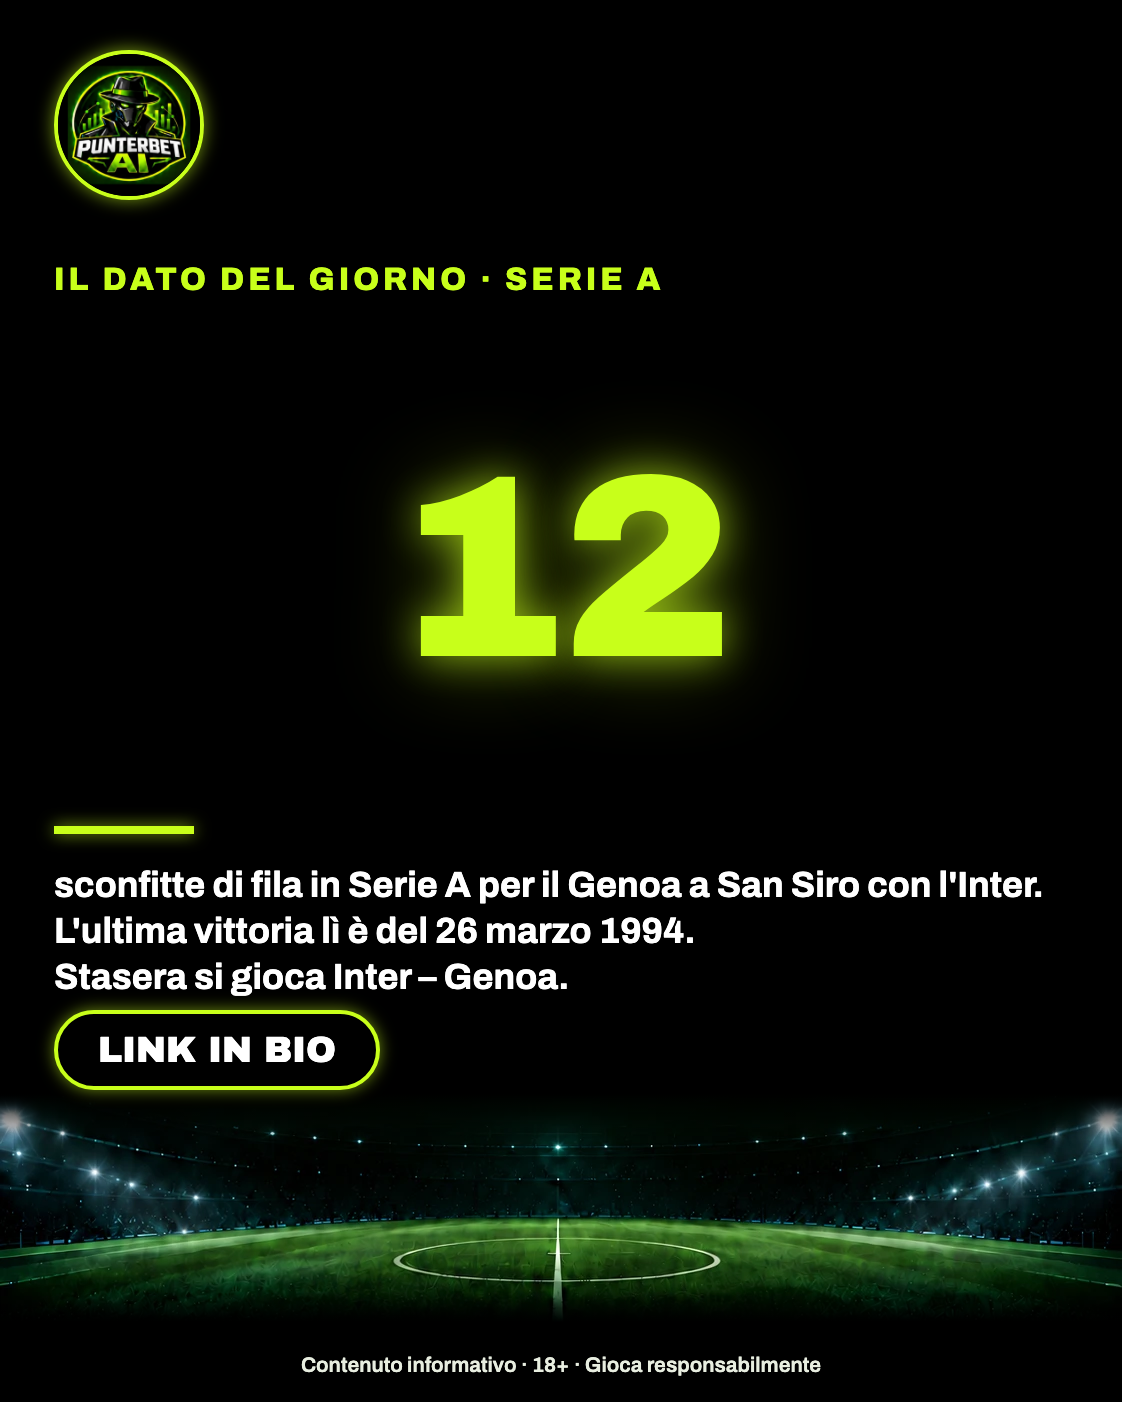 PUNTERBET
AI
IL DATO DEL GIORNO · SERIE A
12
sconfitte di fila in Serie A per il Genoa a San Siro con l'Inter.
L'ultima vittoria lì è del 26 marzo 1994.
Stasera si gioca Inter – Genoa.
LINK IN BIO
Contenuto informativo · 18+ · Gioca responsabilmente